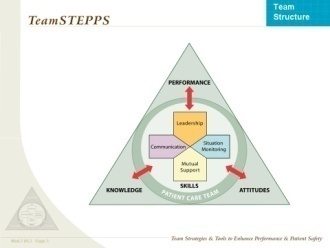 Team
Structure
TeamSTEPPS
PERFORMANCE
Leadership
Communication
Situation
Monitoring
Mutual
Support
SKILLS
PATIENT CARE TEAM
KNOWLEDGE
ATTITUDES
Team Strategies & Tools to Enhance Performance & Patient Safety